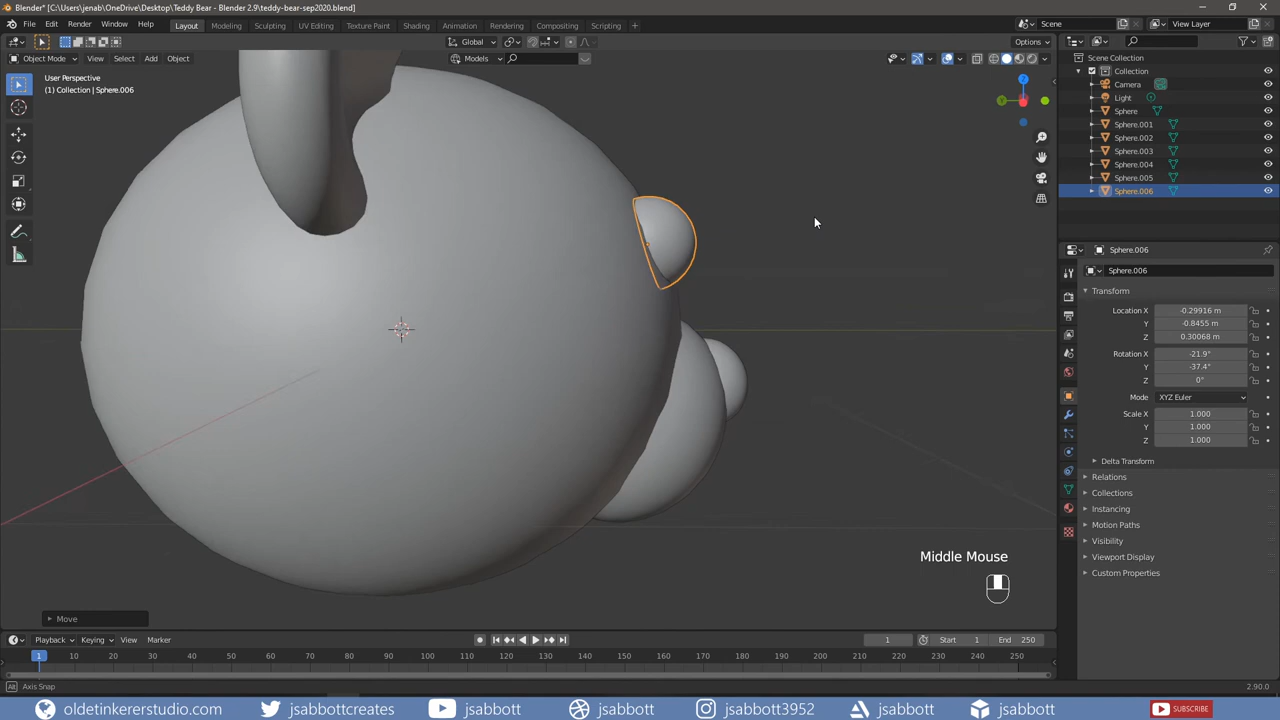 Blender* [C:\Users\jenab\OneDrive\Desktop\Teddy Bear - Blender 2.9\teddy-bear-sep2020.blend]
File Edit Render Window Help Layout Modeling Sculpting UV Editing Texture Paint Shading Animation Rendering Compositing Scripting + Scene View Layer
Global Options
Object Mode View Select Add Object Models
User Perspective
(1) Collection | Sphere.006
Scene Collection
Collection
Camera
Light
Sphere
Sphere.001
Sphere.002
Sphere.003
Sphere.004
Sphere.005
Sphere.006
Sphere.006
Sphere.006
Transform
Location X -0.29916 m
Y -0.8455 m
Z 0.30068 m
Rotation X -21.9°
Y -37.4°
Z 0°
Mode XYZ Euler
Scale X 1.000
Y 1.000
Z 1.000
Delta Transform
Relations
Collections
Instancing
Motion Paths
Visibility
Viewport Display
Custom Properties
Middle Mouse
Move
Playback Keying View Marker 1 Start 1 End 250
1 10 20 30 40 50 60 70 80 90 100 110 120 130 140 150 160 170 180 190 200 210 220 230 240 250
Alt Axis Snap 2.90.0
oldetinkererstudio.com jsabbottcreates jsabbott jsabbott jsabbott3952 jsabbott jsabbott SUBSCRIBE